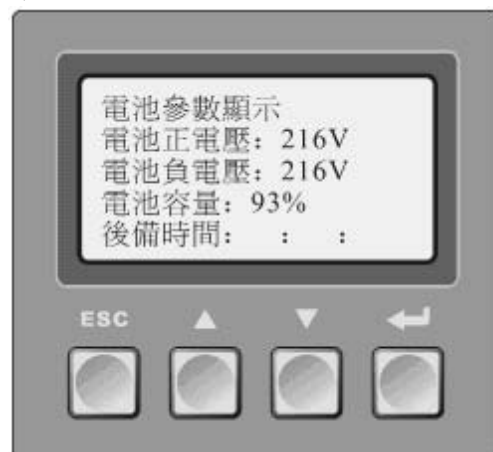 電池參數顯示
電池正電壓：216V
電池負電壓：216V
電池容量：93%
後備時間： ： ：
ESC